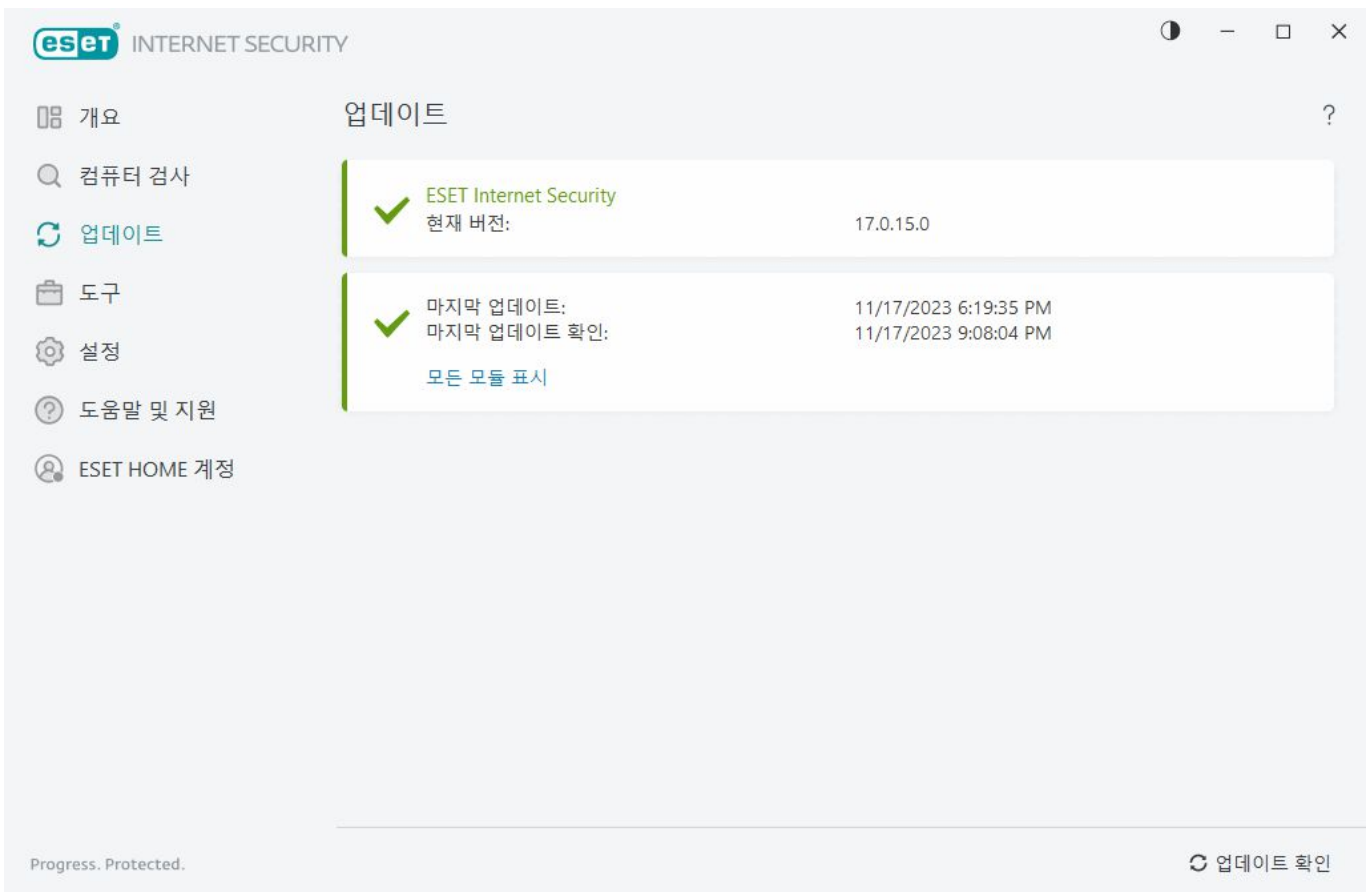 eseT® INTERNET SECURITY
개요
컴퓨터 검사
업데이트
도구
설정
도움말 및 지원
ESET HOME 계정
업데이트
?
ESET Internet Security
현재 버전: 17.0.15.0
마지막 업데이트: 11/17/2023 6:19:35 PM
마지막 업데이트 확인: 11/17/2023 9:08:04 PM
모든 모듈 표시
Progress. Protected.
업데이트 확인